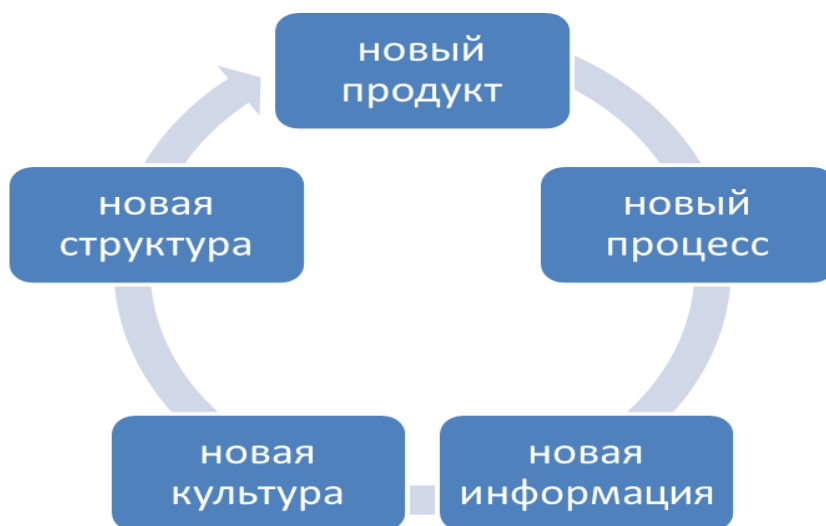 новый
продукт
новый
процесс
новая
информация
новая
культура
новая
структура